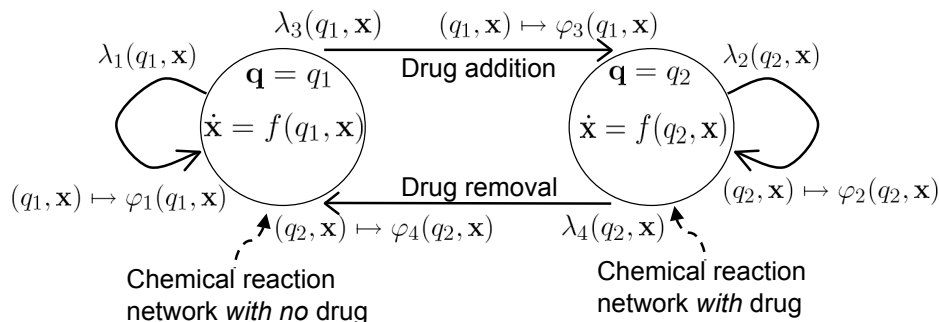 λ₃(q₁, x) (q₁, x) ↦ φ₃(q₁, x)
λ₁(q₁, x) Drug addition λ₂(q₂, x)
q = q₁ q = q₂
ẋ = f(q₁, x) ẋ = f(q₂, x)
Drug removal
(q₁, x) ↦ φ₁(q₁, x) (q₂, x) ↦ φ₂(q₂, x)
(q₂, x) ↦ φ₄(q₂, x) λ₄(q₂, x)
Chemical reaction
network with no drug
Chemical reaction
network with drug